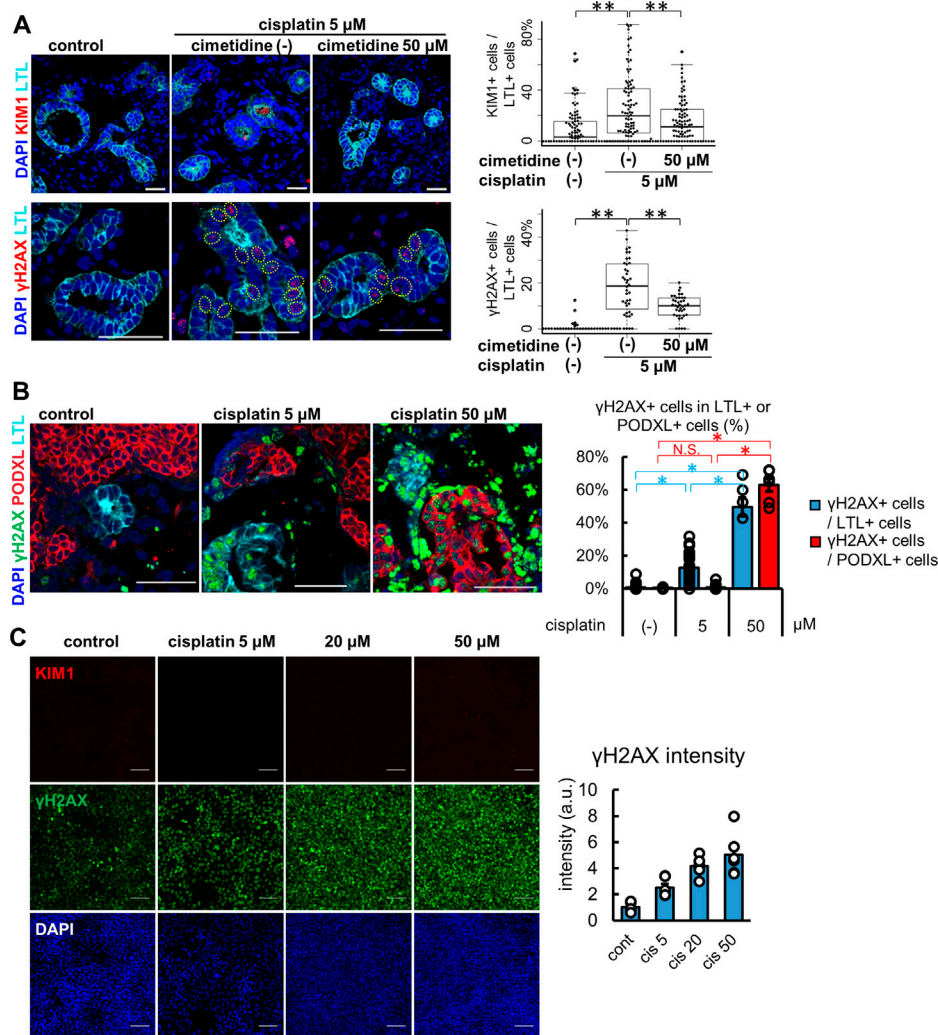 A
cisplatin 5 μM
control
cimetidine (-)
cimetidine 50 μM
DAPI KIM1 LTL
DAPI γH2AX LTL
** **
KIM1+ cells /
LTL+ cells
80%
40
0
cimetidine (-) (-) 50 μM
cisplatin (-) 5 μM
** **
γH2AX+ cells /
LTL+ cells
40%
20
0
cimetidine (-) (-) 50 μM
cisplatin (-) 5 μM
B
control
cisplatin 5 μM
cisplatin 50 μM
DAPI γH2AX PODXL LTL
γH2AX+ cells in LTL+ or
PODXL+ cells (%)
*
N.S. *
*
* *
80%
60%
40%
20%
0%
cisplatin (-) 5 50 μM
γH2AX+ cells
/ LTL+ cells
γH2AX+ cells
/ PODXL+ cells
C
control
cisplatin 5 μM
20 μM
50 μM
KIM1
γH2AX
DAPI
γH2AX intensity
intensity (a.u.)
10
8
6
4
2
0
cont
cis 5
cis 20
cis 50